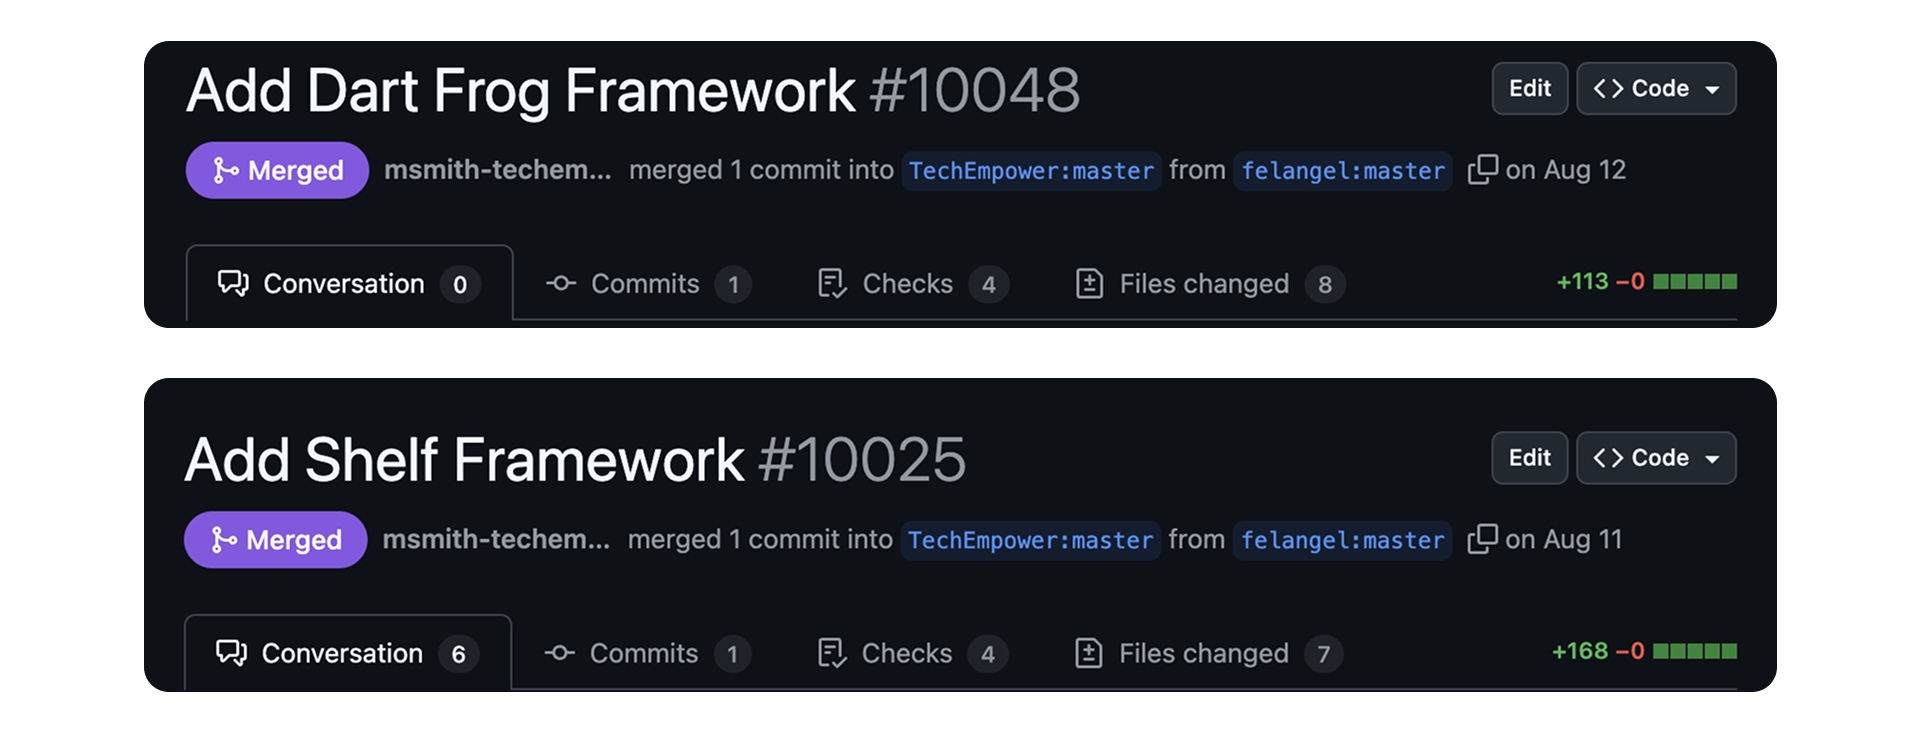 Add Dart Frog Framework #10048 Edit <> Code
Merged msmith-techem... merged 1 commit into TechEmpower:master from felangel:master on Aug 12
Conversation 0 Commits 1 Checks 4 Files changed 8 +113 −0
Add Shelf Framework #10025 Edit <> Code
Merged msmith-techem... merged 1 commit into TechEmpower:master from felangel:master on Aug 11
Conversation 6 Commits 1 Checks 4 Files changed 7 +168 −0